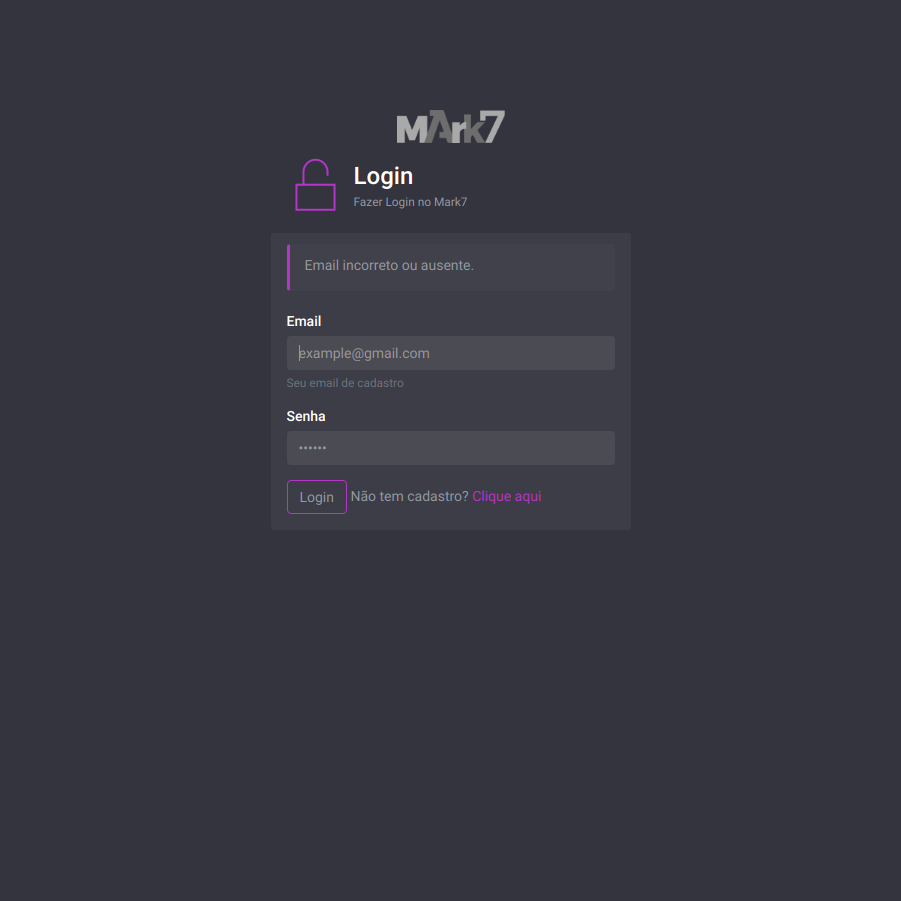 MArk7
Login
Fazer Login no Mark7
Email incorreto ou ausente.
Email
example@gmail.com
Seu email de cadastro
Senha
••••••
Login Não tem cadastro? Clique aqui